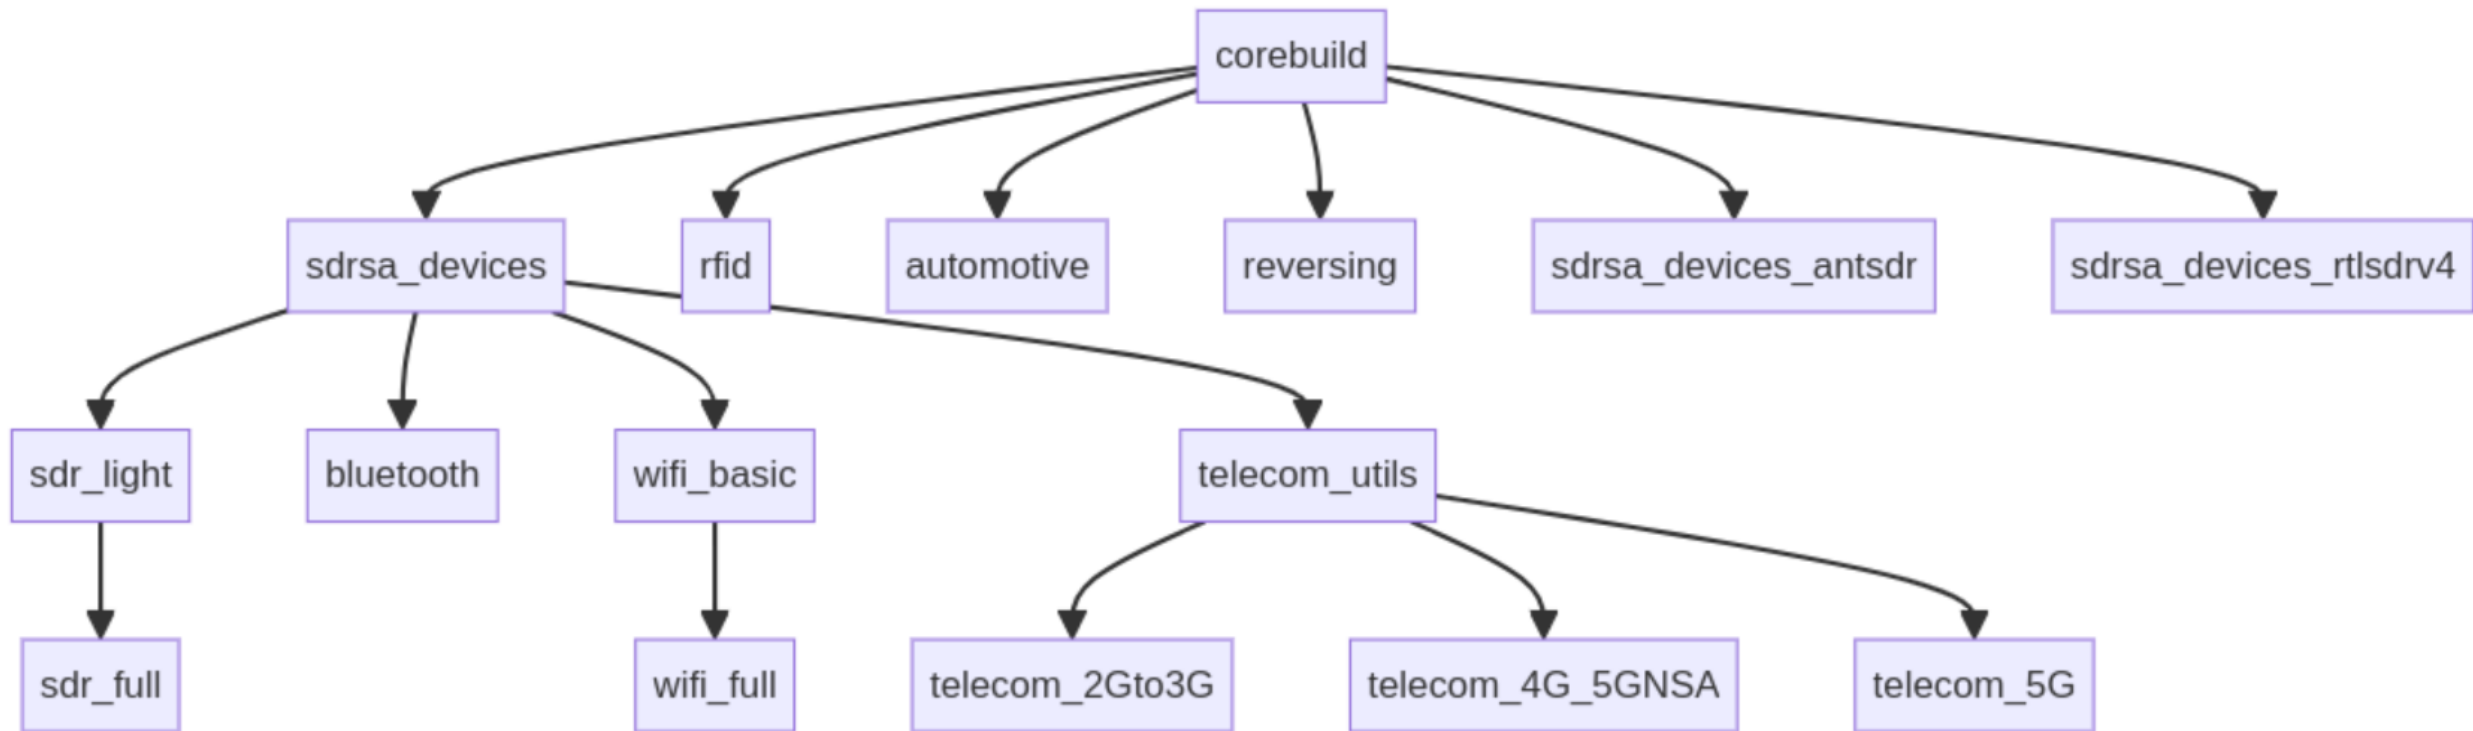 corebuild
sdrsa_devices
rfid
automotive
reversing
sdrsa_devices_antsdr
sdrsa_devices_rtlsdrv4
sdr_light
bluetooth
wifi_basic
telecom_utils
sdr_full
wifi_full
telecom_2Gto3G
telecom_4G_5GNSA
telecom_5G